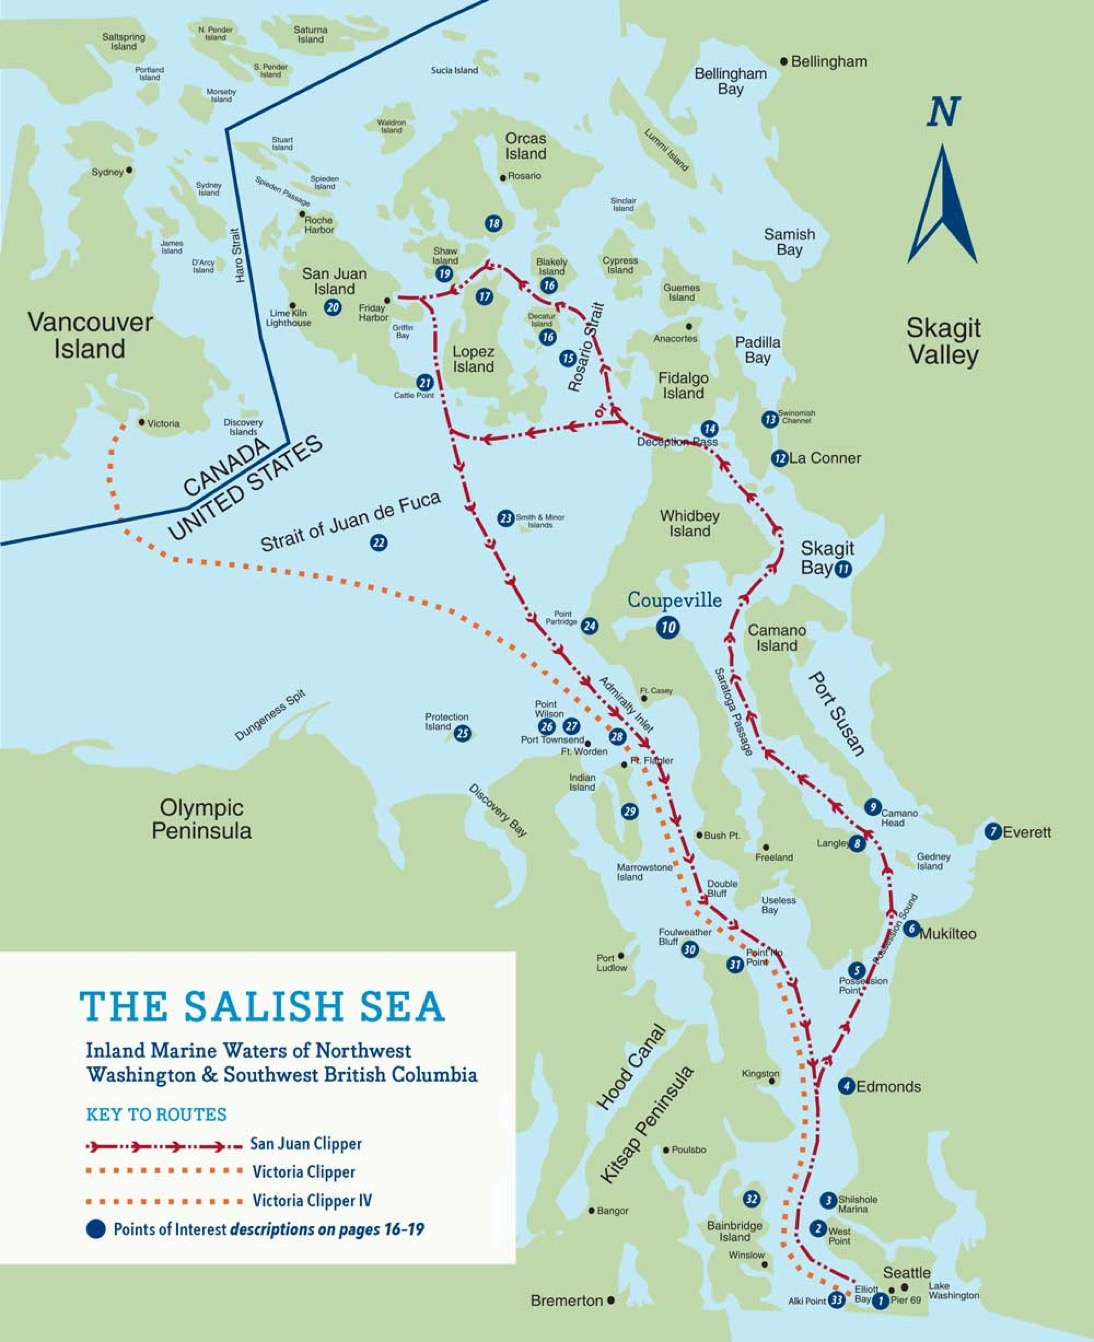 Saltspring
Island
N. Pender
Island
Saturna
Island
Portland
Island
S. Pender
Island
Moresby
Island
Sucia Island
Bellingham
Bellingham
Bay
N
Waldron
Island
Orcas
Island
Lummi Island
Stuart
Island
Sydney
Sydney
Island
Spieden Passage
Spieden
Island
Rosario
Sinclair
Island
Roche
Harbor
18
Samish
Bay
James
Island
D'Arcy
Island
Haro Strait
San Juan
Island
20
Shaw
Island
19
Blakely
Island
16
Cypress
Island
Guemes
Island
Lime Kiln
Lighthouse
Friday
Harbor
17
Griffin
Bay
Decatur
Island
16
15
Rosario Strait
Anacortes
Padilla
Bay
Skagit
Valley
Vancouver
Island
Lopez
Island
Fidalgo
Island
21
Cattle Point
or
13
Swinomish
Channel
14
Deception Pass
Victoria
Discovery
Islands
12
La Conner
CANADA
UNITED STATES
Strait of Juan de Fuca
22
23
Smith & Minor
Islands
Whidbey
Island
Skagit
Bay
11
Coupeville
10
Point
Partridge
24
Camano
Island
Saratoga Passage
Port Susan
Ft. Casey
Admiralty Inlet
Dungeness Spit
Protection
Island
25
Point
Wilson
26
27
28
Port Townsend
Ft. Worden
Ft. Flagler
Indian
Island
29
Discovery Bay
Olympic
Peninsula
9
Camano
Head
Bush Pt.
Langley
8
7
Everett
Freeland
Gedney
Island
Marrowstone
Island
Double
Bluff
Useless
Bay
Possession Sound
6
Mukilteo
Foulweather
Bluff
30
31
Point No
Point
Port
Ludlow
5
Possession
Point
Hood Canal
Kitsap Peninsula
Kingston
4
Edmonds
Poulsbo
Bangor
32
Bainbridge
Island
Winslow
3
Shilshole
Marina
2
West
Point
Seattle
Lake
Washington
Elliott
Bay
1
Pier 69
Alki Point
33
Bremerton
THE SALISH SEA
Inland Marine Waters of Northwest
Washington & Southwest British Columbia
KEY TO ROUTES
San Juan Clipper
Victoria Clipper
Victoria Clipper IV
Points of Interest descriptions on pages 16-19